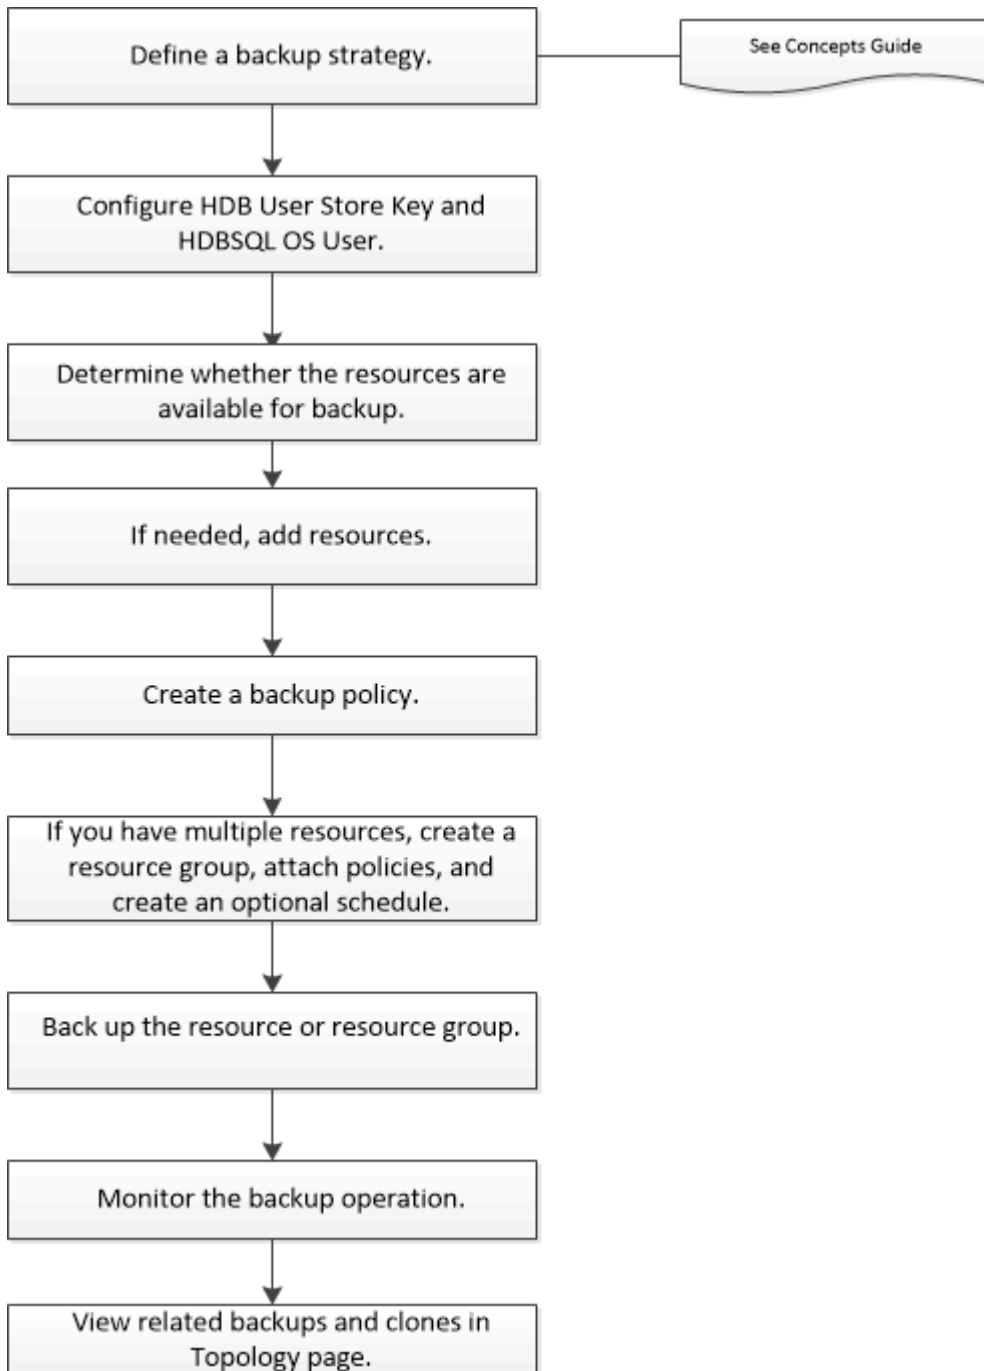 Define a backup strategy.
See Concepts Guide
Configure HDB User Store Key and
HDBSQL OS User.
Determine whether the resources are
available for backup.
If needed, add resources.
Create a backup policy.
If you have multiple resources, create a
resource group, attach policies, and
create an optional schedule.
Back up the resource or resource group.
Monitor the backup operation.
View related backups and clones in
Topology page.